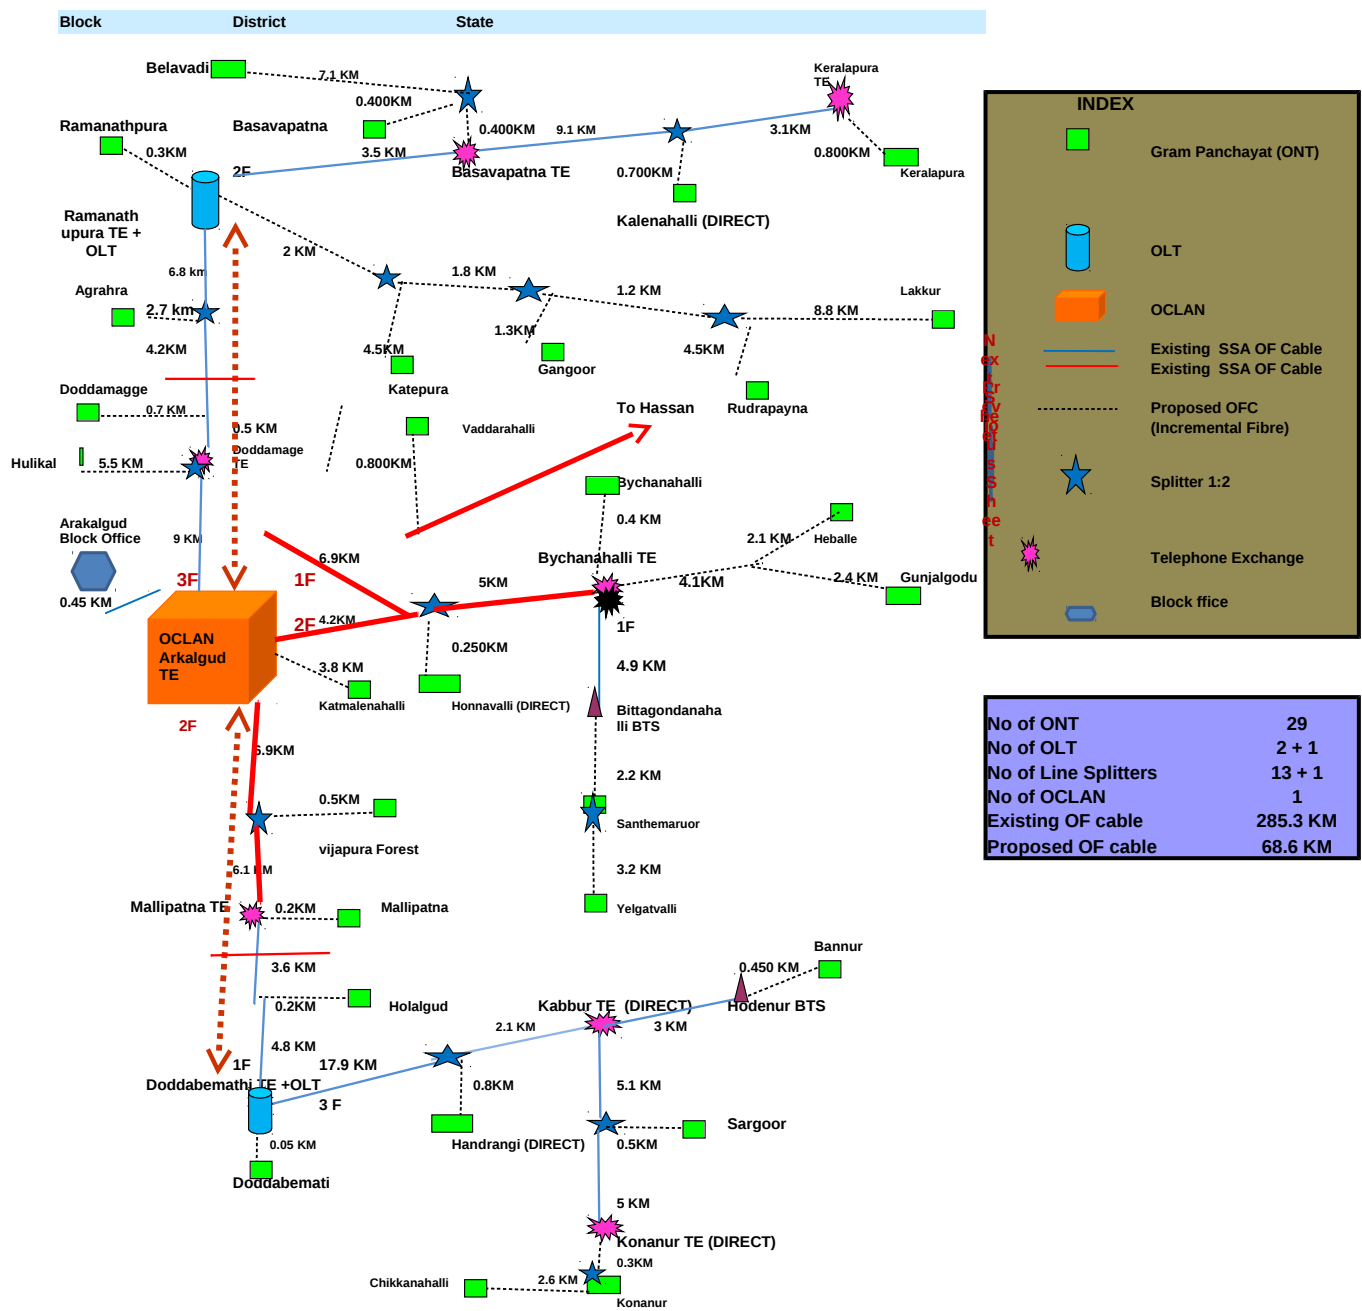 Block District State
Belavadi
7.1 KM
Keralapura
TE
0.400KM
Ramanathpura
Basavapatna
0.400KM
9.1 KM
3.1KM
0.3KM
3.5 KM
0.800KM
2F
Basavapatna TE
0.700KM
Keralapura
Ramanath
upura TE +
OLT
Kalenahalli (DIRECT)
2 KM
6.8 km
1.8 KM
Agrahra
1.2 KM
Lakkur
2.7 km
8.8 KM
1.3KM
4.2KM
4.5KM
4.5KM
Gangoor
Doddamagge
Katepura
Rudrapayna
0.7 KM
To Hassan
0.5 KM
Vaddarahalli
Doddamage
TE
Hulikal
5.5 KM
0.800KM
Bychanahalli
Arakalgud
Block Office
0.4 KM
9 KM
2.1 KM
Heballe
6.9KM
Bychanahalli TE
3F
1F
5KM
4.1KM
2.4 KM
Gunjalgodu
0.45 KM
2F
4.2KM
1F
OCLAN
Arkalgud
TE
0.250KM
3.8 KM
4.9 KM
Katmalenahalli
Honnavalli (DIRECT)
Bittagondanaha
lli BTS
2F
6.9KM
2.2 KM
0.5KM
Santhemaruor
vijapura Forest
6.1 KM
3.2 KM
Mallipatna TE
0.2KM
Mallipatna
Yelgatvalli
Bannur
3.6 KM
0.450 KM
0.2KM
Holalgud
Kabbur TE (DIRECT)
Hodenur BTS
2.1 KM
3 KM
4.8 KM
1F
17.9 KM
Doddabemathi TE +OLT
0.8KM
5.1 KM
3 F
Sargoor
0.05 KM
Handrangi (DIRECT)
0.5KM
Doddabemati
5 KM
Konanur TE (DIRECT)
0.3KM
Chikkanahalli
2.6 KM
Konanur
INDEX
Gram Panchayat (ONT)
OLT
OCLAN
Existing SSA OF Cable
Existing SSA OF Cable
Proposed OFC
(Incremental Fibre)
Splitter 1:2
Telephone Exchange
Block ffice
No of ONT 29
No of OLT 2 + 1
No of Line Splitters 13 + 1
No of OCLAN 1
Existing OF cable 285.3 KM
Proposed OF cable 68.6 KM